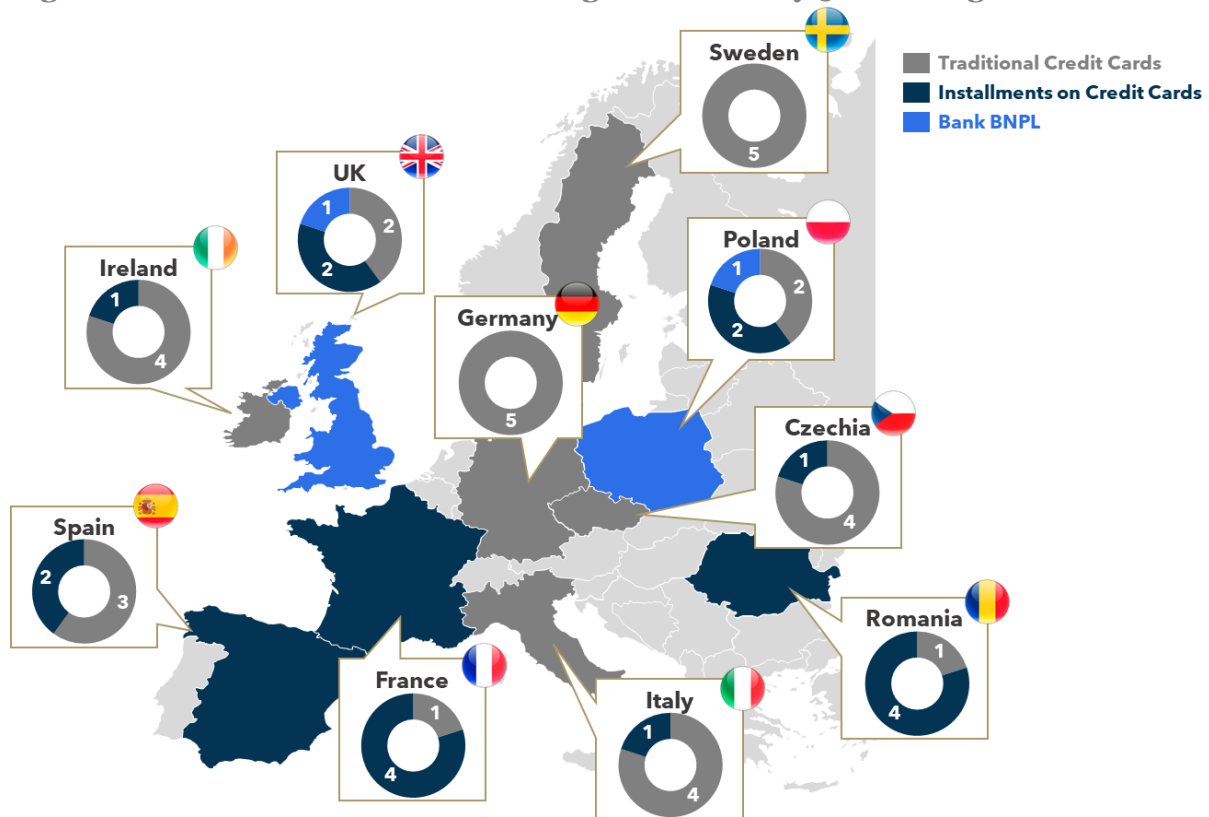 Sweden
5
Traditional Credit Cards
Installments on Credit Cards
Bank BNPL
UK
1
2
2
Poland
1
2
2
Ireland
1
4
Germany
5
Czechia
1
4
Spain
2
3
Romania
1
4
France
1
4
Italy
1
4